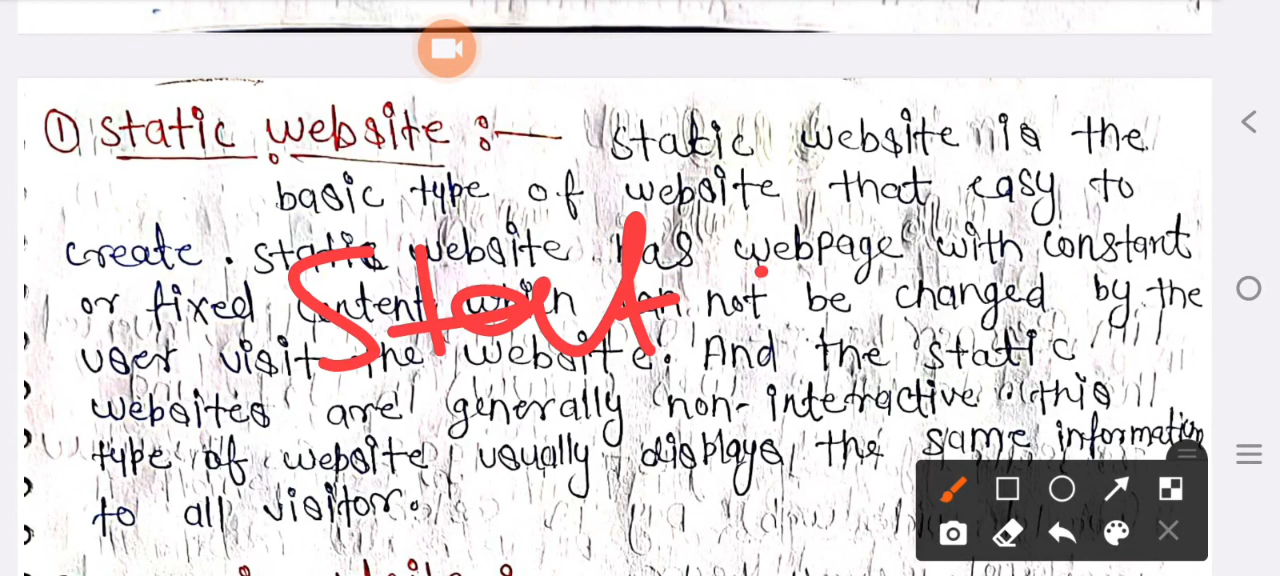 ① static website :— static website is the
basic type of website that easy to
create . static website has webpage with constant
or fixed content which can not be changed by the
user visit the website. And the static
websites are generally non-interactive this
type of website usually displays the same information
to all visitor.
Stat